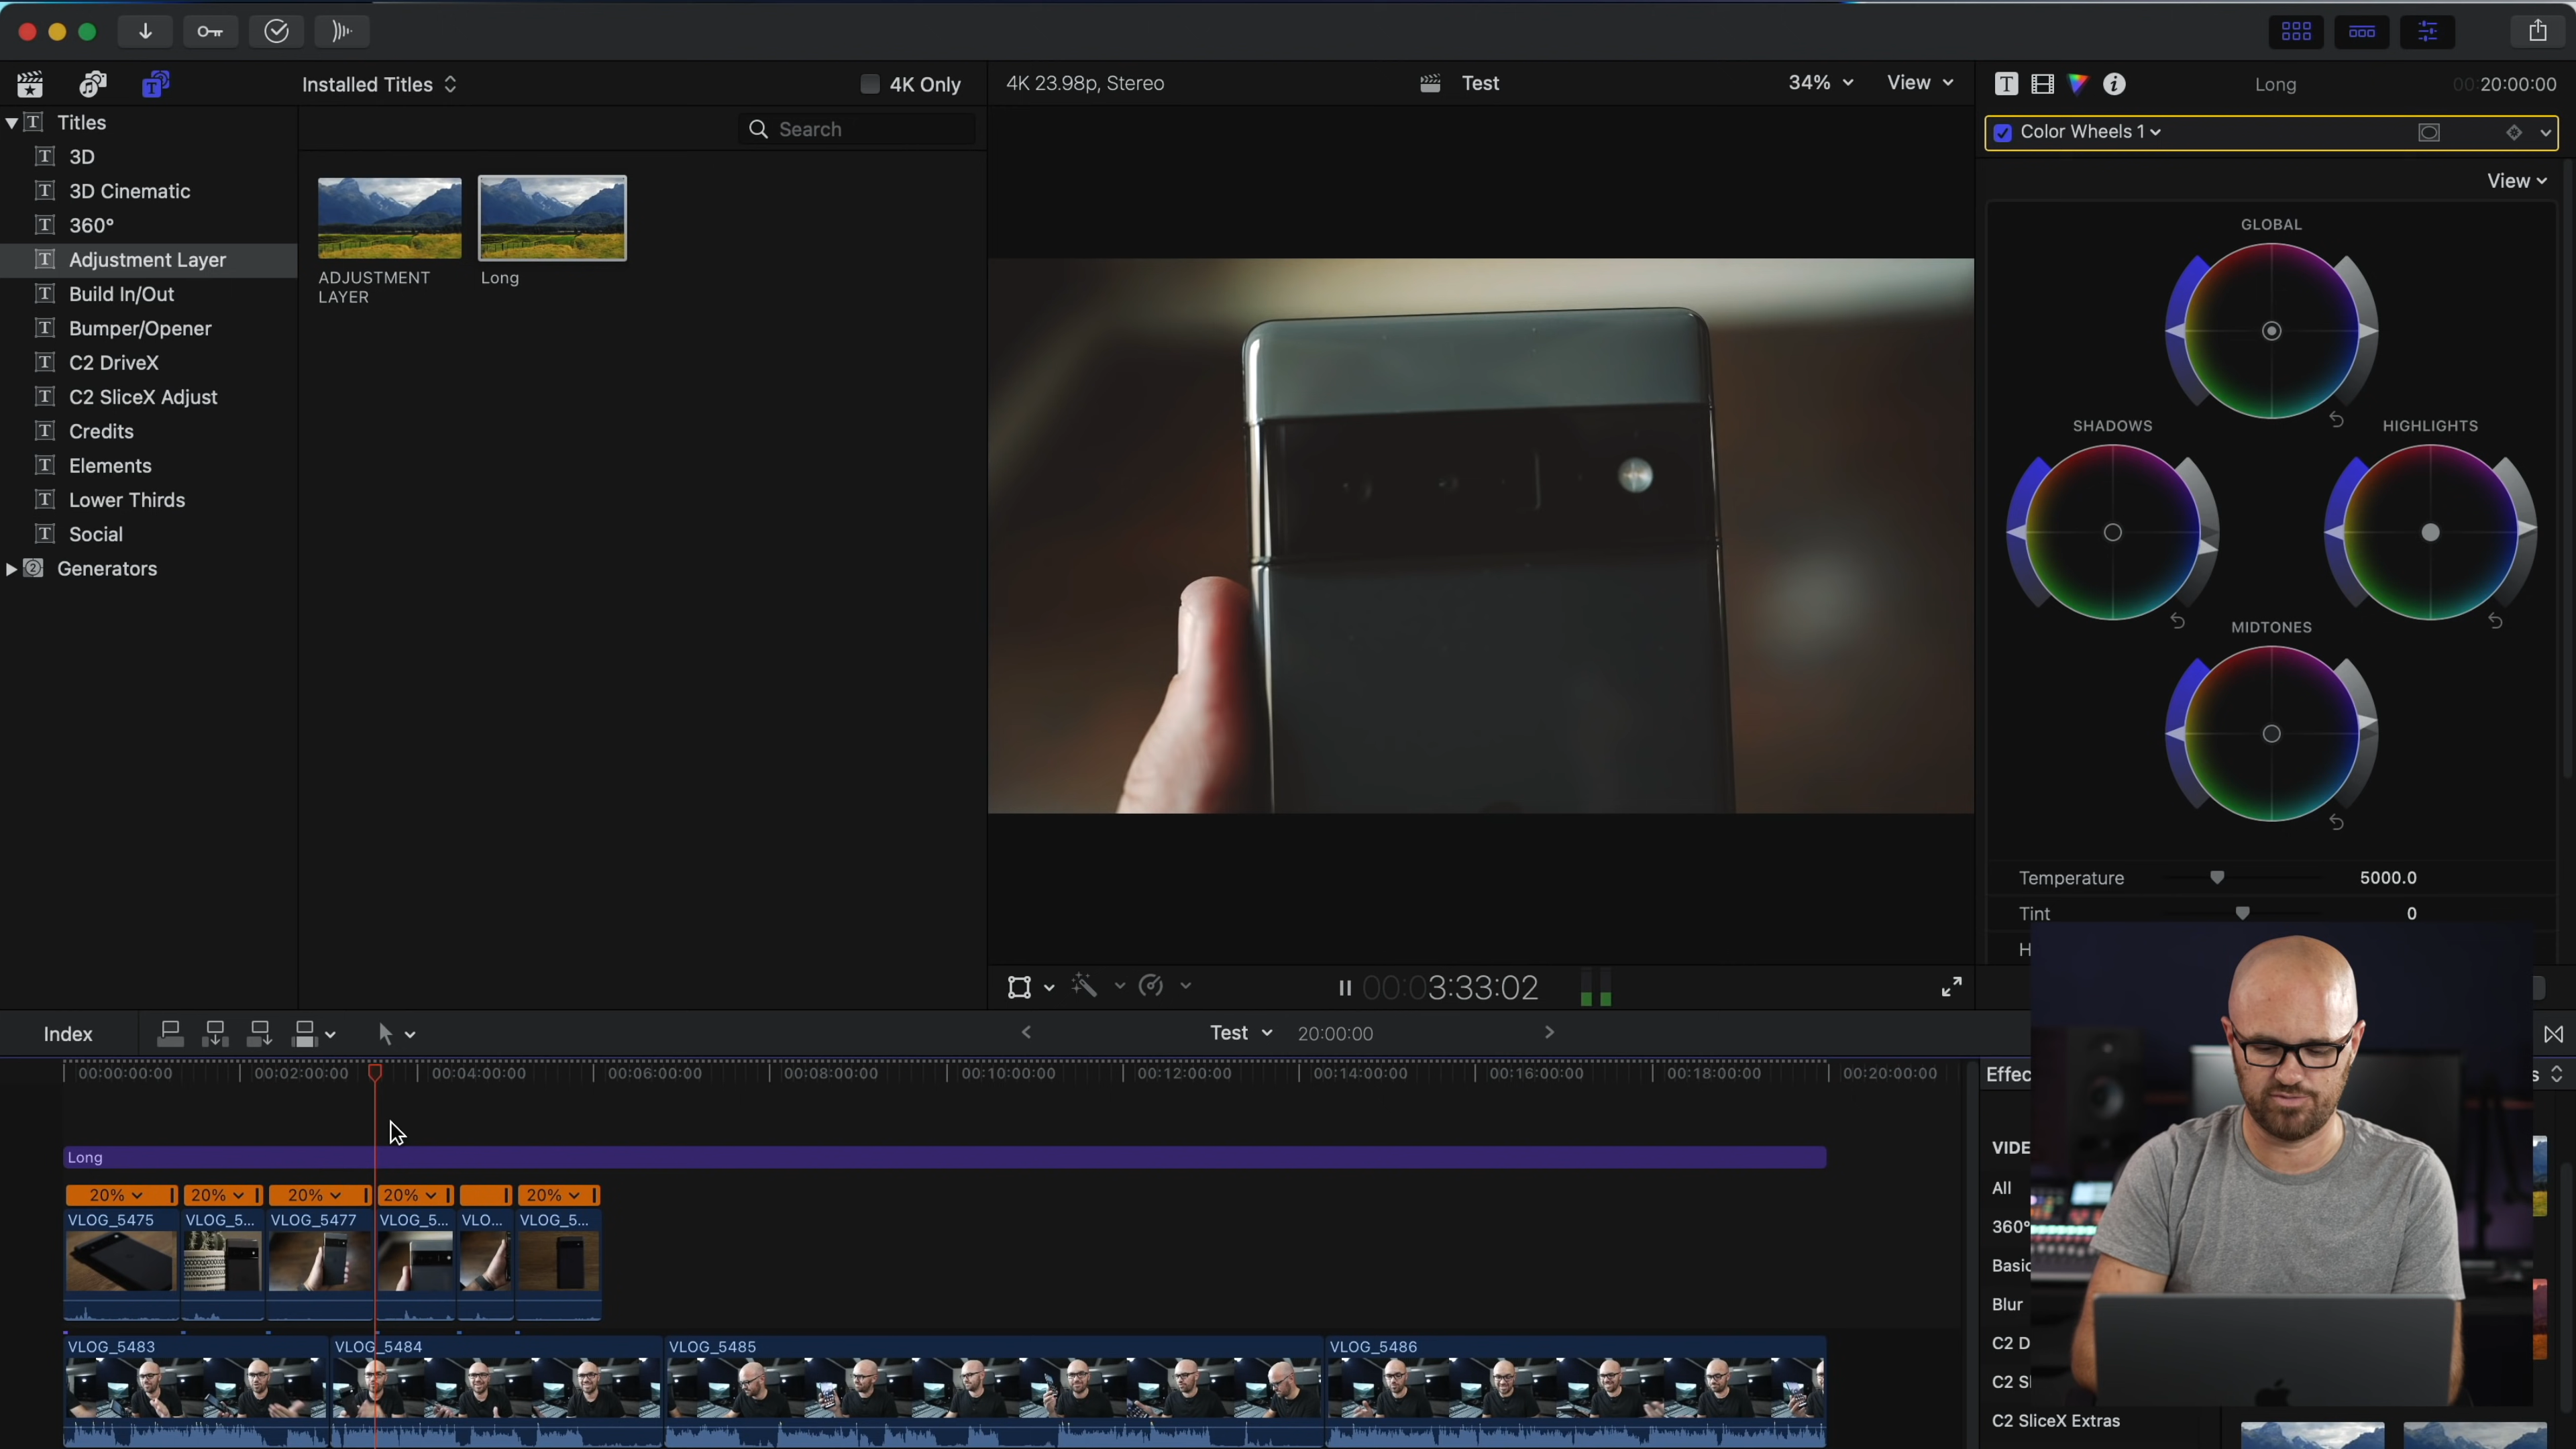 Installed Titles
4K Only
4K 23.98p, Stereo
Test
34%
View
Long
00:20:00:00
Titles
Search
Color Wheels 1
3D
3D Cinematic
View
360°
GLOBAL
Adjustment Layer
ADJUSTMENT
LAYER
Long
Build In/Out
Bumper/Opener
C2 DriveX
C2 SliceX Adjust
Credits
SHADOWS
HIGHLIGHTS
Elements
Lower Thirds
Social
Generators
MIDTONES
Temperature
5000.0
Tint
0
H
00:03:33:02
Index
Test
20:00:00
00:00:00:00
00:02:00:00
00:04:00:00
00:06:00:00
00:08:00:00
00:10:00:00
00:12:00:00
00:14:00:00
00:16:00:00
00:18:00:00
00:20:00:00
Effec
s
Long
VIDE
All
20%
20%
20%
20%
20%
VLOG_5475
VLOG_5...
VLOG_5477
VLOG_5...
VLO...
VLOG_5...
360°
Basic
Blur
VLOG_5483
VLOG_5484
VLOG_5485
VLOG_5486
C2 D
C2 Sl
C2 SliceX Extras